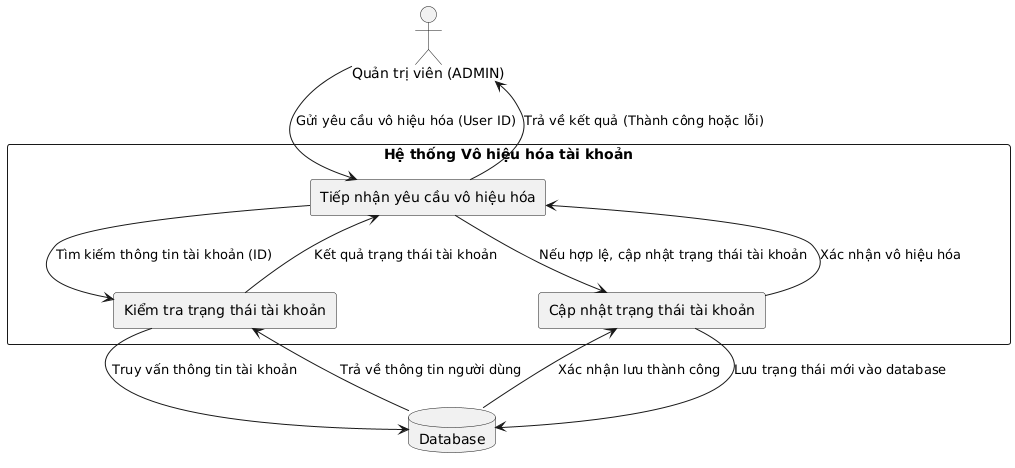 Quản trị viên (ADMIN)
Gửi yêu cầu vô hiệu hóa (User ID)
Trả về kết quả (Thành công hoặc lỗi)
Hệ thống Vô hiệu hóa tài khoản
Tiếp nhận yêu cầu vô hiệu hóa
Tìm kiếm thông tin tài khoản (ID)
Kết quả trạng thái tài khoản
Nếu hợp lệ, cập nhật trạng thái tài khoản
Xác nhận vô hiệu hóa
Kiểm tra trạng thái tài khoản
Cập nhật trạng thái tài khoản
Truy vấn thông tin tài khoản
Trả về thông tin người dùng
Xác nhận lưu thành công
Lưu trạng thái mới vào database
Database